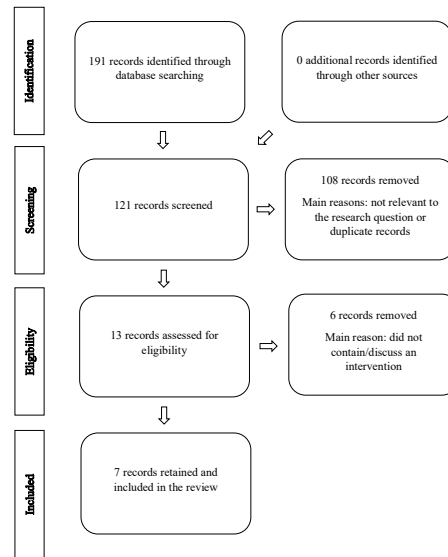 Identification
191 records identified through
database searching
0 additional records identified
through other sources
Screening
121 records screened
108 records removed
Main reasons: not relevant to
the research question or
duplicate records
Eligibility
13 records assessed for
eligibility
6 records removed
Main reason: did not
contain/discuss an
intervention
Included
7 records retained and
included in the review